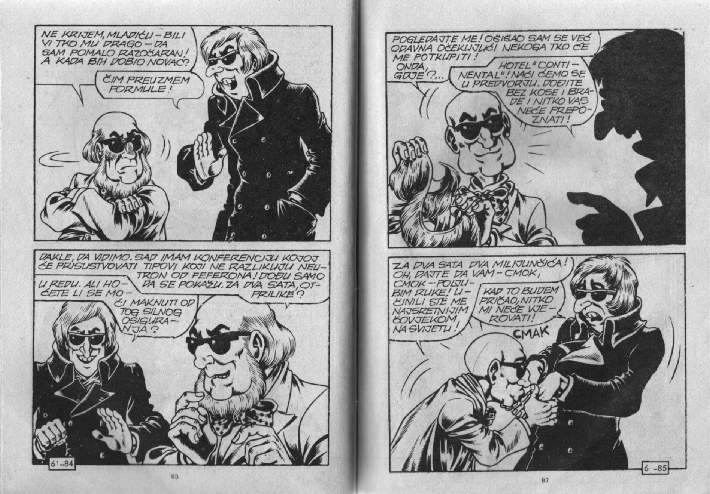 NE KRIJEM, MLADIĆU - BILI
VI TKO MU DRAGO - DA
SAM POMALO RAZOČARAN!
A KADA BIH DOBIO NOVAC?
ČIM PREUZMEM
FORMULE!
DAKLE, DA VIDIMO. SAD IMAM KONFERENCIJU KOJOJ
ĆE PRISUSTVOVATI TIPOVI KOJI NE RAZLIKUJU NEU-
TRON OD FEFERONA! DOĐU SAMO
DA SE POKAŽU. ZA DVA SATA, OT-
PRILIKE?
U REDU. ALI HO-
ĆETE LI SE MO-
ĆI MAKNUTI OD
TOG SILNOG
OSIGURA-
NJA?
6-84
83
POGLEDAJTE ME! OŠIŠAO SAM SE VEĆ
ODAVNA OČEKUJUĆI NEKOGA TKO ĆE
ME POTKUPITI!
ONDA,
GDJE?...
HOTEL "CONTI-
NENTAL"! NAĆI ĆEMO SE
U PREDVORJU. DOĐITE
BEZ KOSE I BRA-
DE I NITKO VAS
NEĆE PREPO-
ZNATI!
ZA DVA SATA DVA MILIJUNČIĆA!
OH, DAJTE DA VAM - CMOK,
CMOK - POLJU-
BIM RUKE! U-
ČINILI STE ME
NAJSRETNIJIM
ČOVJEKOM
NA SVIJETU!
KAD TO BUDEM
PRIČAO, NITKO
MI NEĆE VJE-
ROVATI!
CMAK
6-85
87